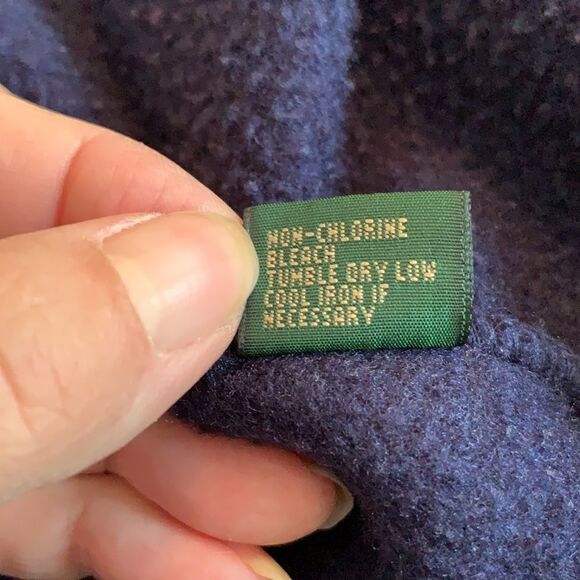 NON-CHLORINE
BLEACH
TUMBLE DRY LOW
COOL IRON IF
NECESSARY